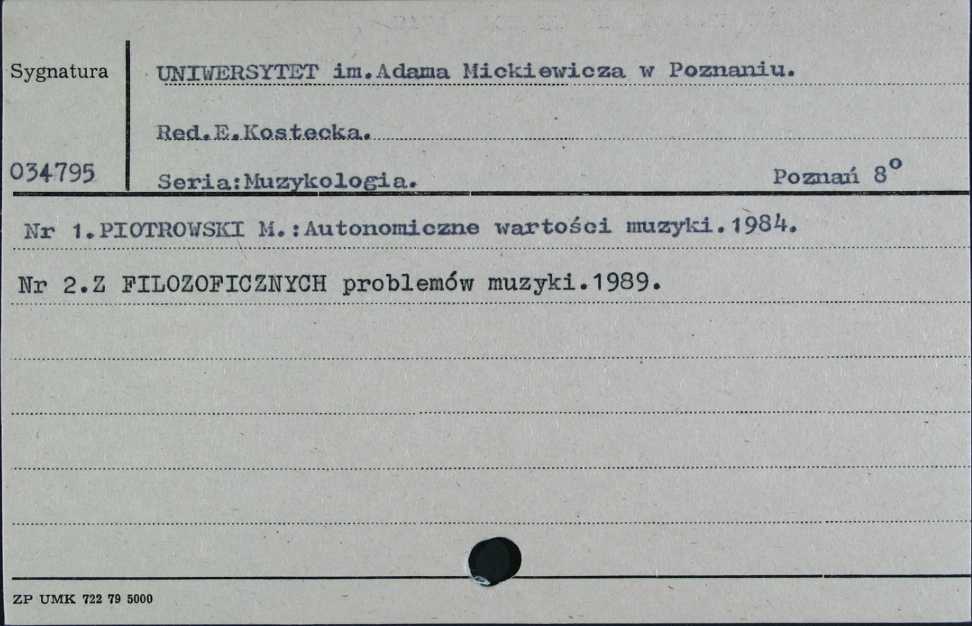 Sygnatura
UNIWERSYTET im.Adama Mickiewicza w Poznaniu.
Red.E.Kostecka.
034795
Seria:Muzykologia. Poznań 8°
Nr 1.PIOTROWSKI M.:Autonomiczne wartości muzyki.1984.
Nr 2.Z FILOZOFICZNYCH problemów muzyki.1989.
ZP UMK 722 79 5000